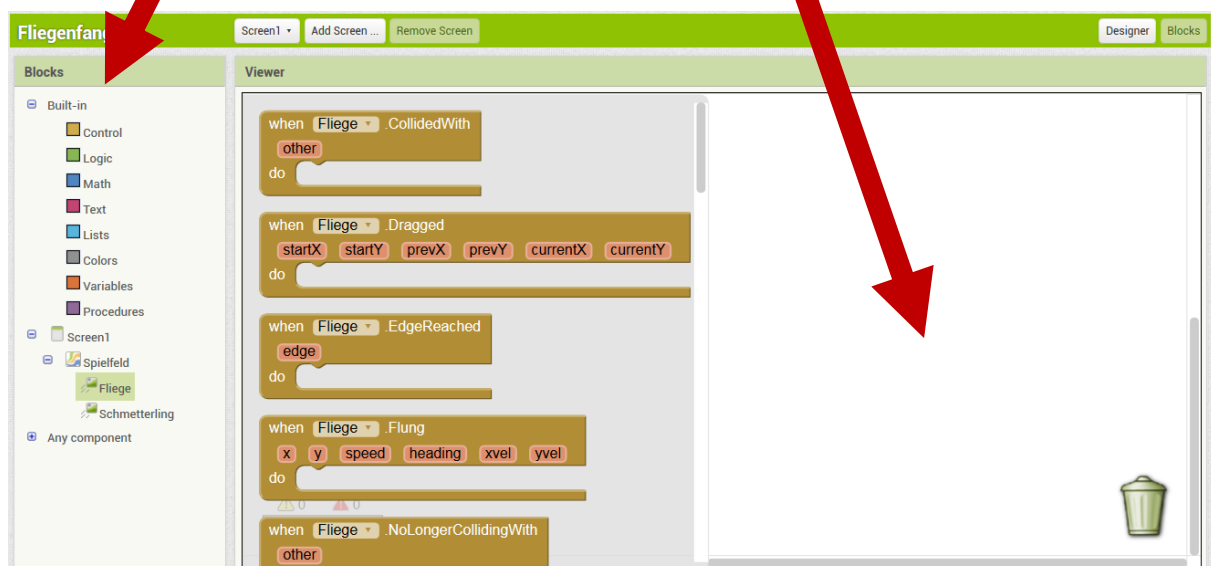 Screen1 Add Screen ... Remove Screen Designer Blocks
Blocks
Viewer
Built-in
Control
Logic
Math
Text
Lists
Colors
Variables
Procedures
Screen1
Spielfeld
Fliege
Schmetterling
Any component
when Fliege .CollidedWith
other
do
when Fliege .Dragged
startX startY prevX prevY currentX currentY
do
when Fliege .EdgeReached
edge
do
when Fliege .Flung
x y speed heading xvel yvel
do
0 0
when Fliege .NoLongerCollidingWith
other